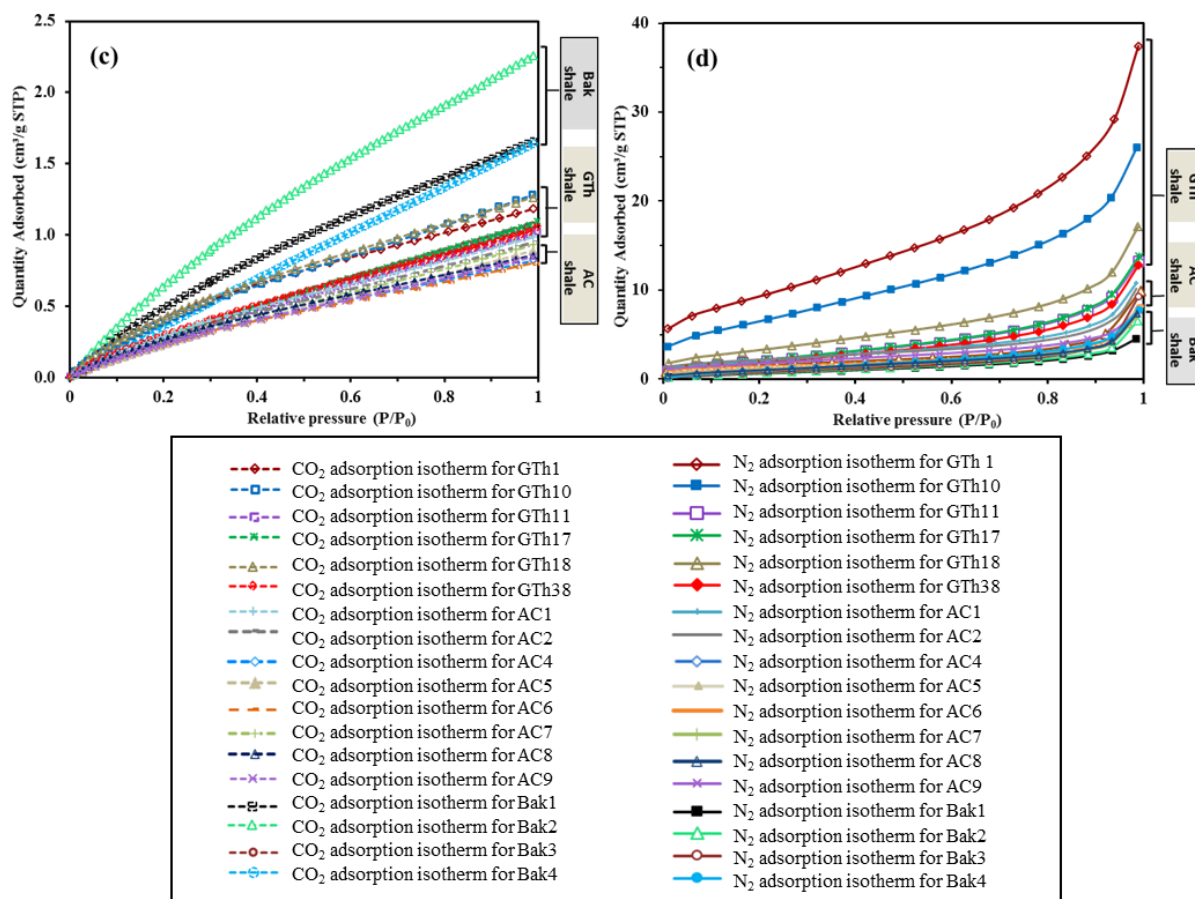 (c)
Quantity Adsorbed (cm³/g STP)
2.5
2.0
1.5
1.0
0.5
0.0
0
0.2
0.4
0.6
0.8
1
Relative pressure (P/P₀)
Bak
shale
GTh
shale
AC
shale
(d)
Quantity Adsorbed (cm³/g STP)
40
30
20
10
0
0
0.2
0.4
0.6
0.8
1
Relative pressure (P/P₀)
GTh
shale
AC
shale
Bak
shale
CO₂ adsorption isotherm for GTh1
CO₂ adsorption isotherm for GTh10
CO₂ adsorption isotherm for GTh11
CO₂ adsorption isotherm for GTh17
CO₂ adsorption isotherm for GTh18
CO₂ adsorption isotherm for GTh38
CO₂ adsorption isotherm for AC1
CO₂ adsorption isotherm for AC2
CO₂ adsorption isotherm for AC4
CO₂ adsorption isotherm for AC5
CO₂ adsorption isotherm for AC6
CO₂ adsorption isotherm for AC7
CO₂ adsorption isotherm for AC8
CO₂ adsorption isotherm for AC9
CO₂ adsorption isotherm for Bak1
CO₂ adsorption isotherm for Bak2
CO₂ adsorption isotherm for Bak3
CO₂ adsorption isotherm for Bak4
N₂ adsorption isotherm for GTh 1
N₂ adsorption isotherm for GTh10
N₂ adsorption isotherm for GTh11
N₂ adsorption isotherm for GTh17
N₂ adsorption isotherm for GTh18
N₂ adsorption isotherm for GTh38
N₂ adsorption isotherm for AC1
N₂ adsorption isotherm for AC2
N₂ adsorption isotherm for AC4
N₂ adsorption isotherm for AC5
N₂ adsorption isotherm for AC6
N₂ adsorption isotherm for AC7
N₂ adsorption isotherm for AC8
N₂ adsorption isotherm for AC9
N₂ adsorption isotherm for Bak1
N₂ adsorption isotherm for Bak2
N₂ adsorption isotherm for Bak3
N₂ adsorption isotherm for Bak4